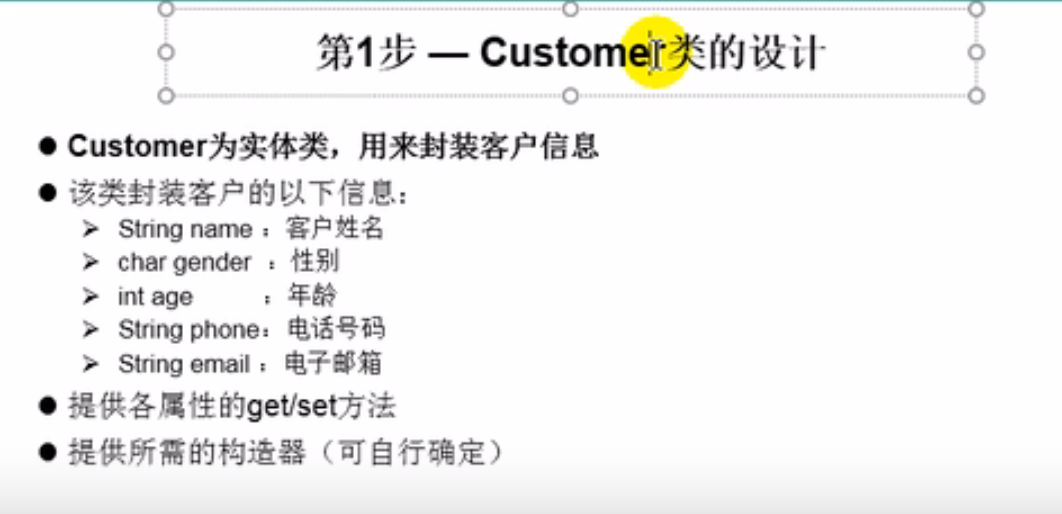 第1步 — Customer类的设计
● Customer为实体类，用来封装客户信息
● 该类封装客户的以下信息：
➢ String name ：客户姓名
➢ char gender ：性别
➢ int age ：年龄
➢ String phone：电话号码
➢ String email ：电子邮箱
● 提供各属性的get/set方法
● 提供所需的构造器（可自行确定）